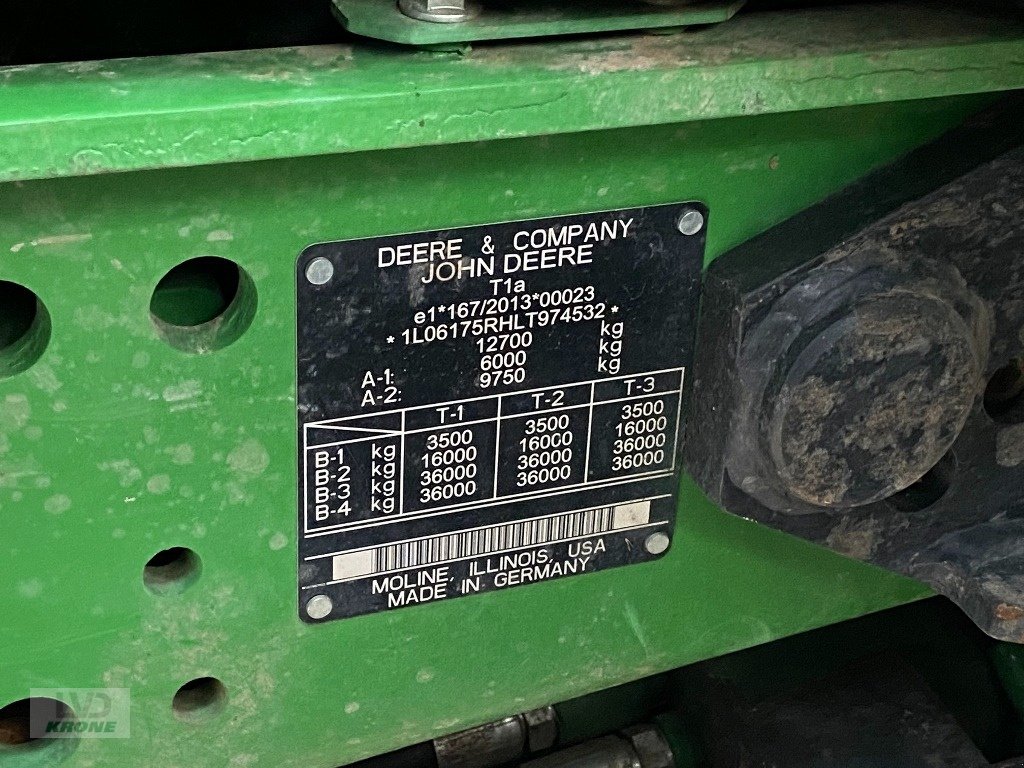 DEERE & COMPANY
JOHN DEERE
T1a
e1*167/2013*00023
* 1L06175RHLT974532 *
12700 kg
A-1: 6000 kg
A-2: 9750 kg
T-1 T-2 T-3
B-1 kg 3500 3500 3500
B-2 kg 16000 16000 16000
B-3 kg 36000 36000 36000
B-4 kg 36000 36000 36000
MOLINE, ILLINOIS, USA
MADE IN GERMANY
LVD
KRONE